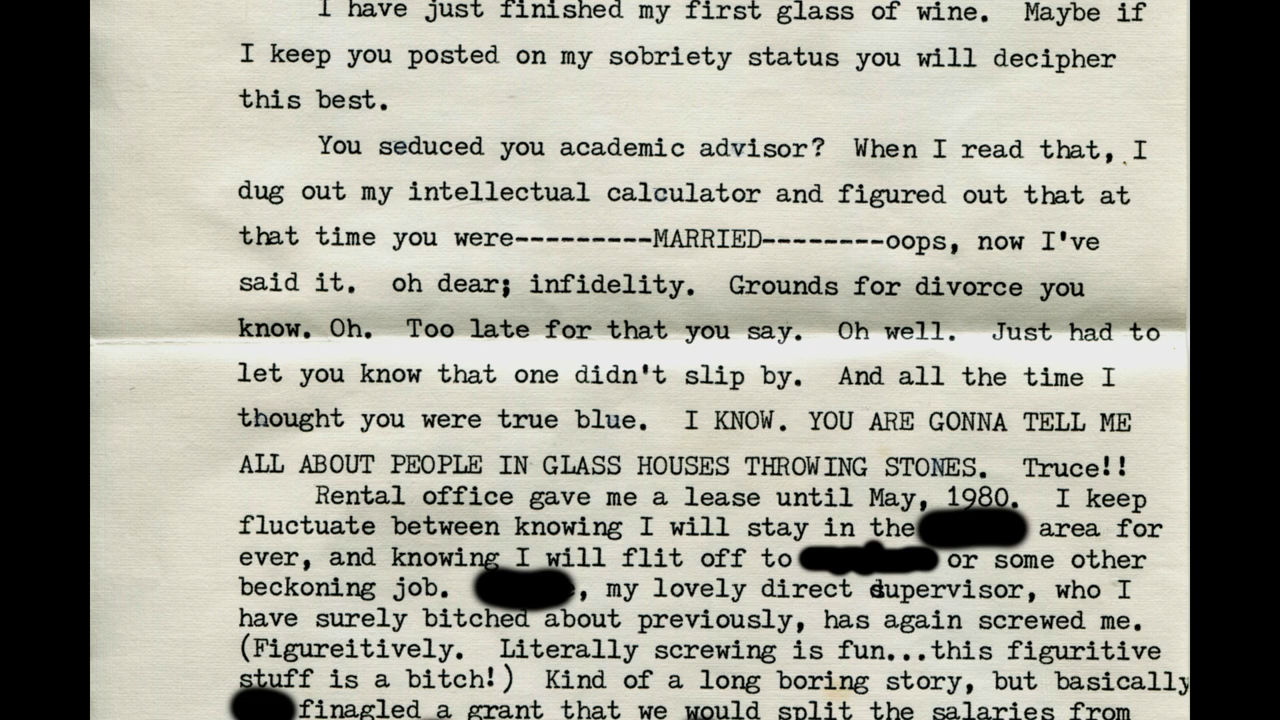 I have just finished my first glass of wine.  Maybe if
I keep you posted on my sobriety status you will decipher
this best.
You seduced you academic advisor?  When I read that, I
dug out my intellectual calculator and figured out that at
that time you were---------MARRIED--------oops, now I've
said it.  oh dear; infidelity.  Grounds for divorce you
know. Oh.  Too late for that you say.  Oh well.  Just had to
let you know that one didn't slip by.  And all the time I
thought you were true blue.  I KNOW. YOU ARE GONNA TELL ME
ALL ABOUT PEOPLE IN GLASS HOUSES THROWING STONES.  Truce!!
Rental office gave me a lease until May, 1980.  I keep
fluctuate between knowing I will stay in the area for
ever, and knowing I will flit off to or some other
beckoning job. , my lovely direct supervisor, who I
have surely bitched about previously, has again screwed me.
(Figureitively.  Literally screwing is fun...this figuritive
stuff is a bitch!)  Kind of a long boring story, but basically
finagled a grant that we would split the salaries from